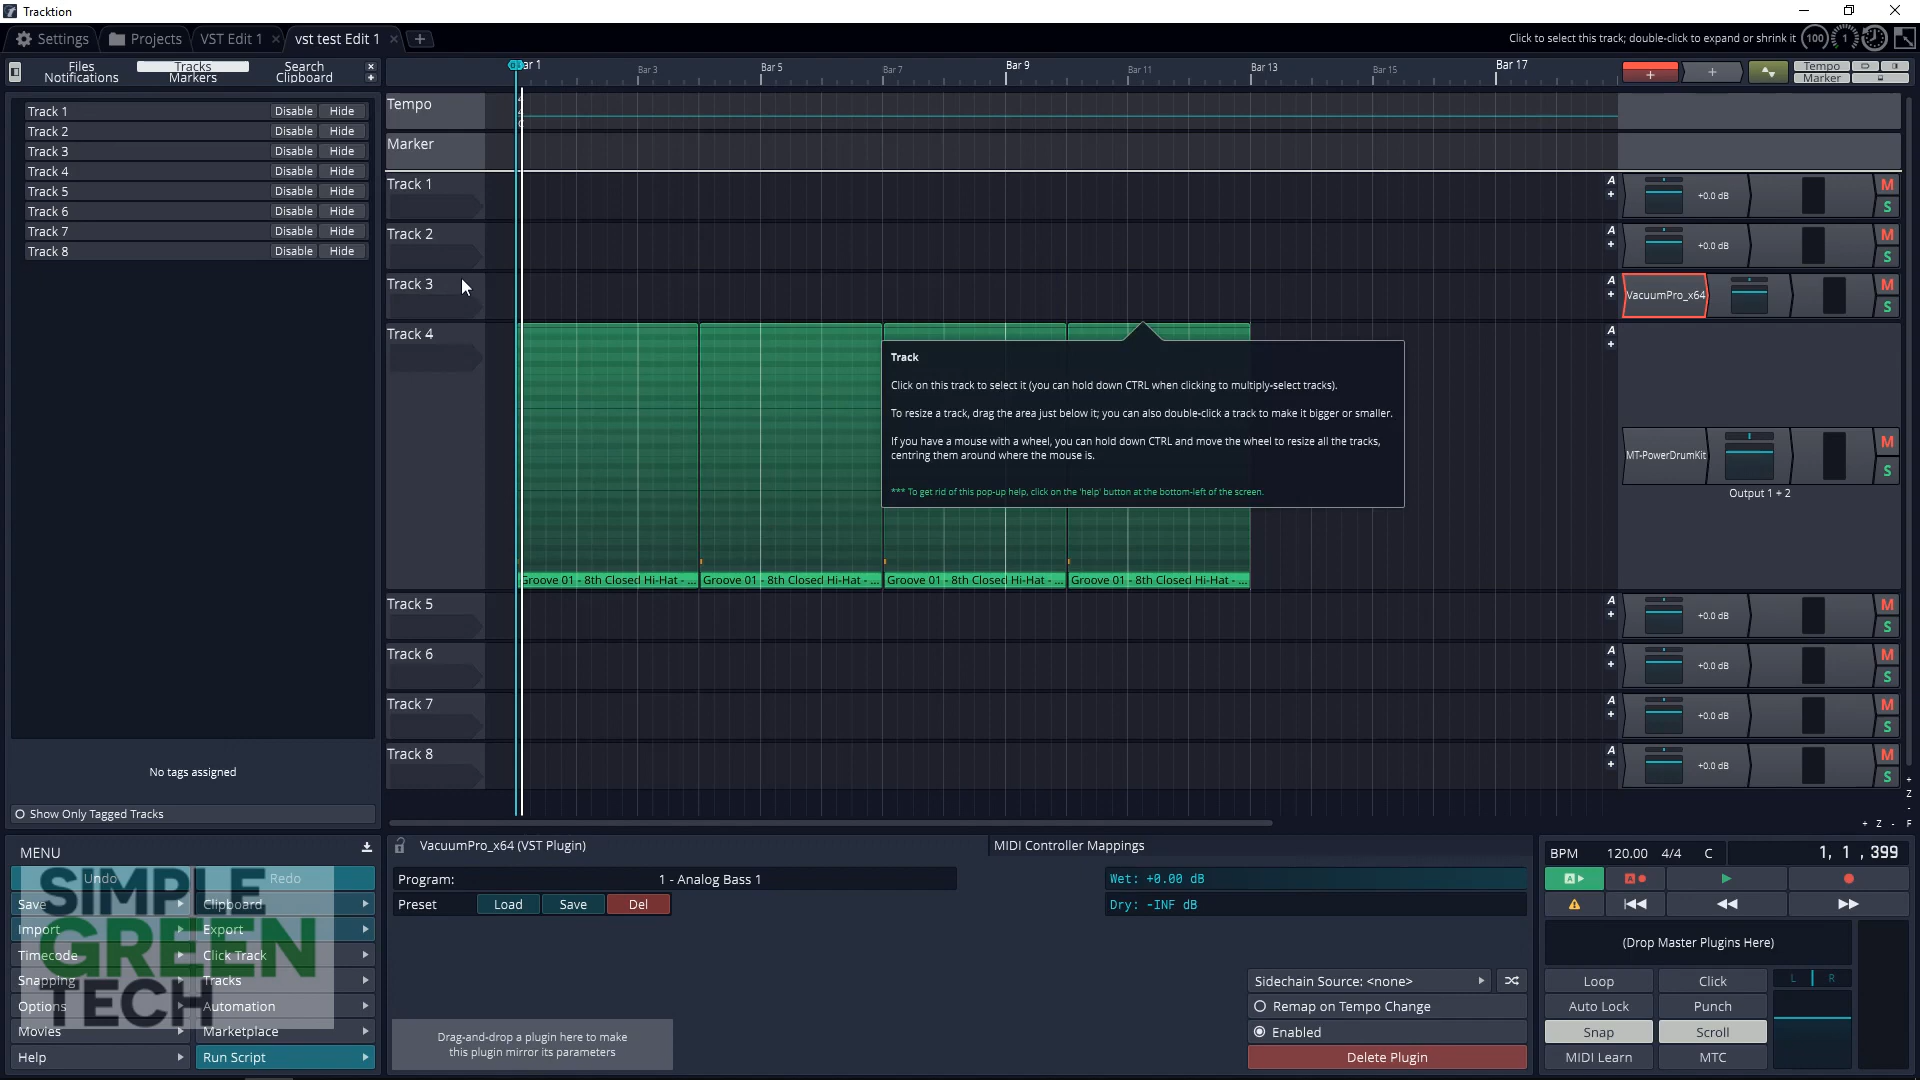 Tracktion
Settings
Projects
VST Edit 1
vst test Edit 1
Click to select this track; double-click to expand or shrink it
100
1
Files
Tracks
Search
Notifications
Markers
Clipboard
Bar 1
Bar 3
Bar 5
Bar 7
Bar 9
Bar 11
Bar 13
Bar 15
Bar 17
Tempo
Marker
Track 1 Disable Hide
Track 2 Disable Hide
Track 3 Disable Hide
Track 4 Disable Hide
Track 5 Disable Hide
Track 6 Disable Hide
Track 7 Disable Hide
Track 8 Disable Hide
No tags assigned
Show Only Tagged Tracks
Tempo
Marker
Track 1
A
+0.0 dB
M
S
Track 2
A
+0.0 dB
M
S
Track 3
A
VacuumPro_x64
M
S
Track 4
A
MT-PowerDrumKit
M
S
Output 1 + 2
Track
Click on this track to select it (you can hold down CTRL when clicking to multiply-select tracks).
To resize a track, drag the area just below it; you can also double-click a track to make it bigger or smaller.
If you have a mouse with a wheel, you can hold down CTRL and move the wheel to resize all the tracks,
centring them around where the mouse is.
*** To get rid of this pop-up help, click on the 'help' button at the bottom-left of the screen.
Groove 01 - 8th Closed Hi-Hat - ...
Groove 01 - 8th Closed Hi-Hat - ...
Groove 01 - 8th Closed Hi-Hat - ...
Groove 01 - 8th Closed Hi-Hat - ...
Track 5
A
+0.0 dB
M
S
Track 6
A
+0.0 dB
M
S
Track 7
A
+0.0 dB
M
S
Track 8
A
+0.0 dB
M
S
Z
+ Z - F
MENU
Undo
Redo
Save
Clipboard
Import
Export
Timecode
Click Track
Snapping
Tracks
Options
Automation
Movies
Marketplace
Help
Run Script
SIMPLE
GREEN
TECH
VacuumPro_x64 (VST Plugin)
Program: 1 - Analog Bass 1
Preset Load Save Del
Drag-and-drop a plugin here to make
this plugin mirror its parameters
MIDI Controller Mappings
Wet: +0.00 dB
Dry: -INF dB
Sidechain Source: <none>
Remap on Tempo Change
Enabled
Delete Plugin
BPM 120.00 4/4 C 1, 1 , 399
A
A
(Drop Master Plugins Here)
Loop Click
L R
Auto Lock Punch
Snap Scroll
MIDI Learn MTC